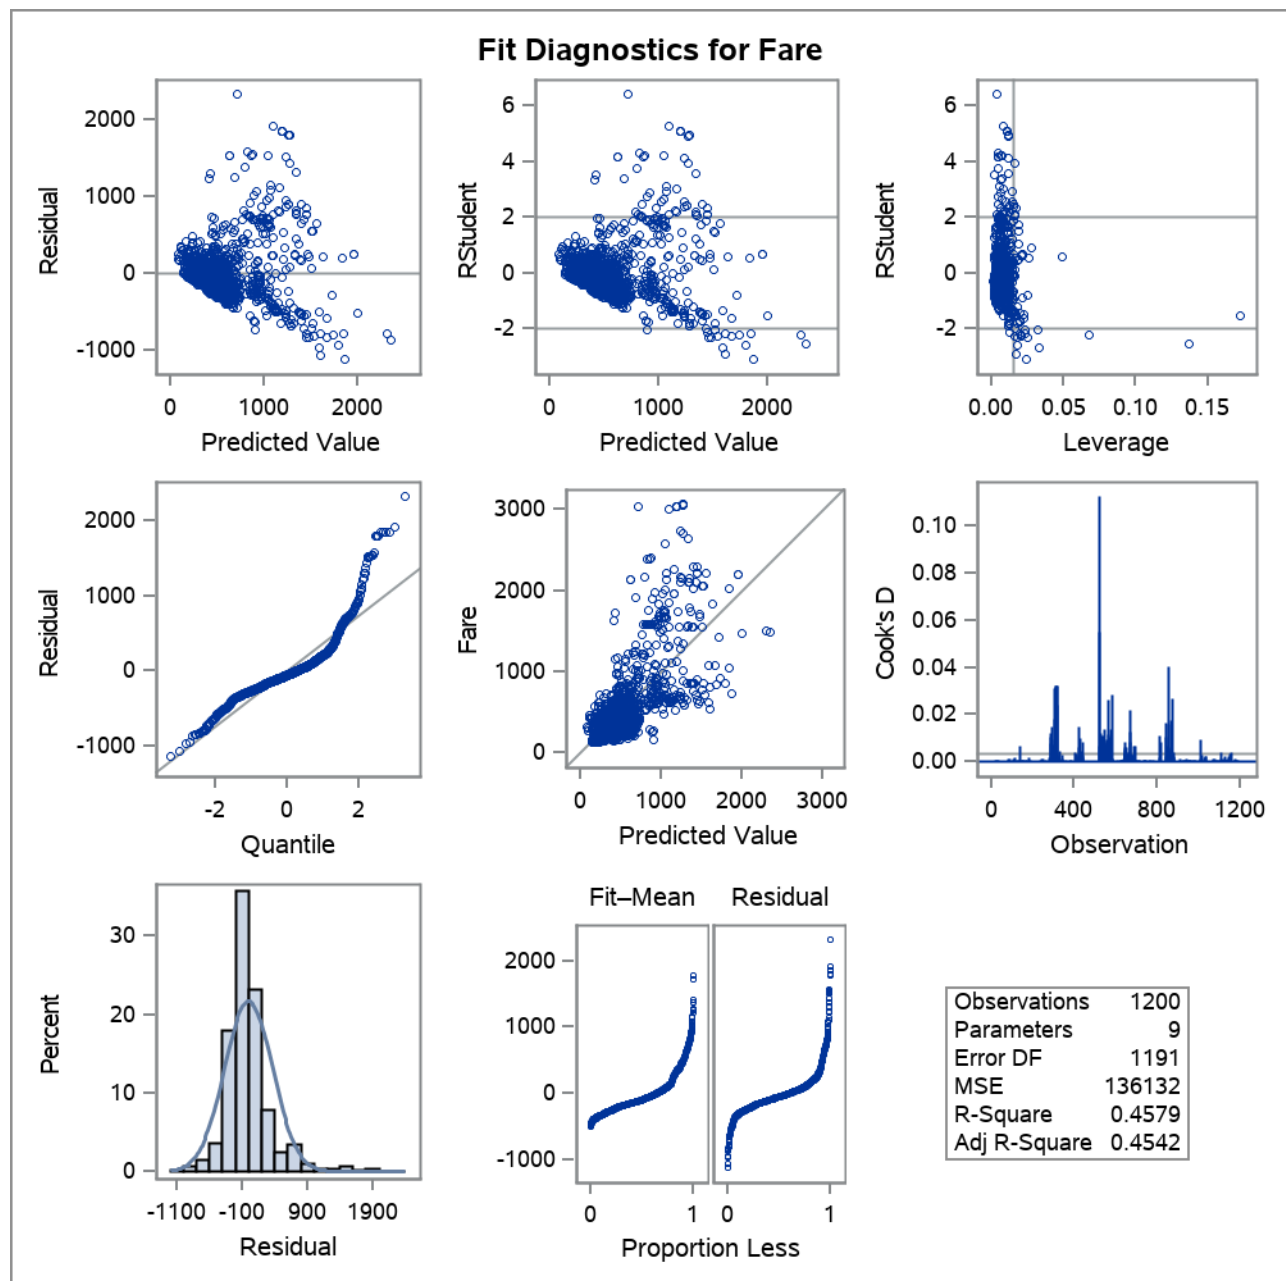 Fit Diagnostics for Fare
2000
1000
0
-1000
Residual
0 1000 2000
Predicted Value
6
4
2
0
-2
RStudent
0 1000 2000
Predicted Value
6
4
2
0
-2
RStudent
0.00 0.05 0.10 0.15
Leverage
2000
1000
0
-1000
Residual
-2 0 2
Quantile
3000
2000
1000
0
Fare
0 1000 2000 3000
Predicted Value
0.10
0.08
0.06
0.04
0.02
0.00
Cook's D
0 400 800 1200
Observation
30
20
10
0
Percent
-1100 -100 900 1900
Residual
Fit–Mean Residual
2000
1000
0
-1000
0 1 0 1
Proportion Less
Observations 1200
Parameters 9
Error DF 1191
MSE 136132
R-Square 0.4579
Adj R-Square 0.4542